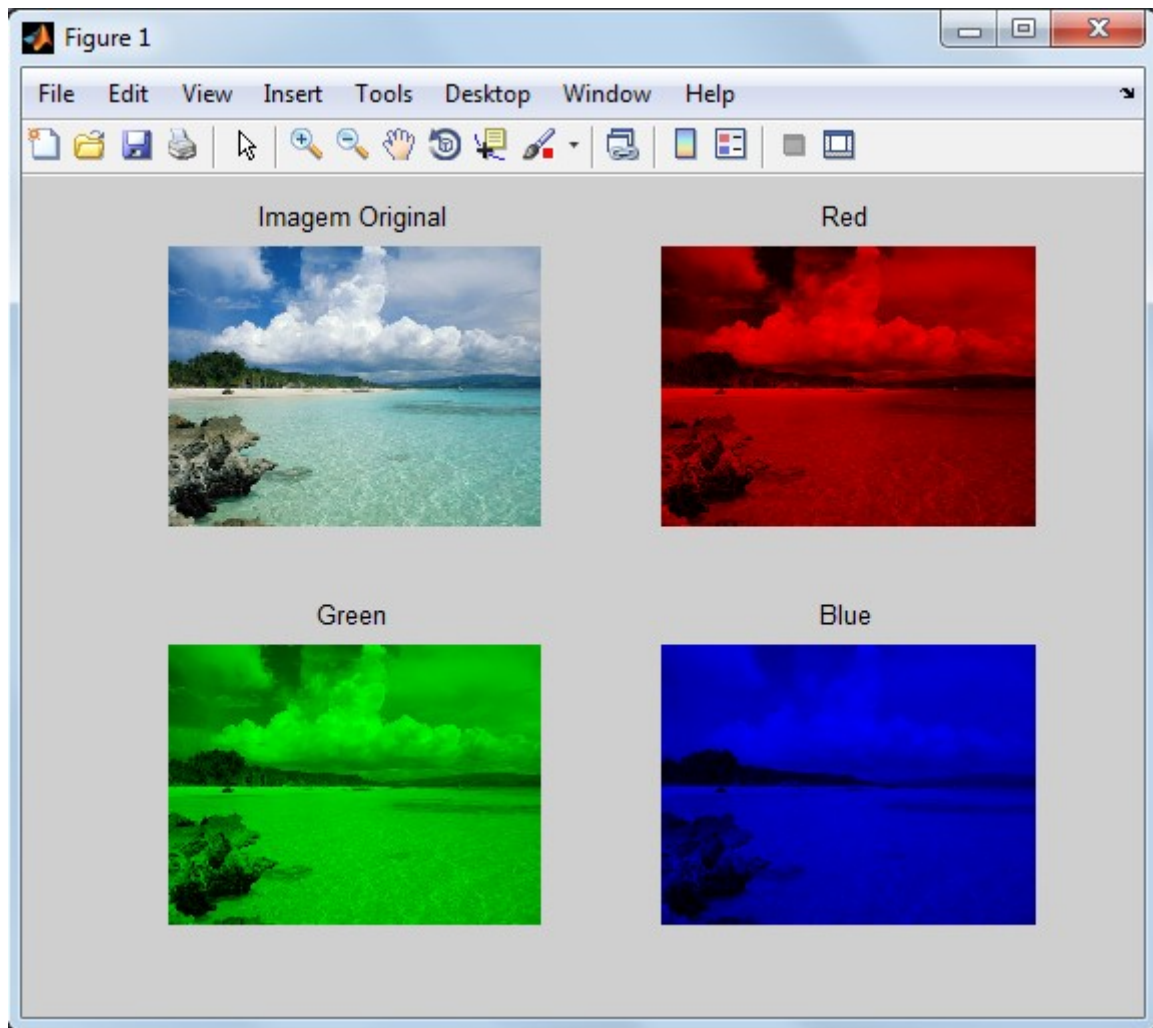 Figure 1
File Edit View Insert Tools Desktop Window Help
Imagem Original
Red
Green
Blue